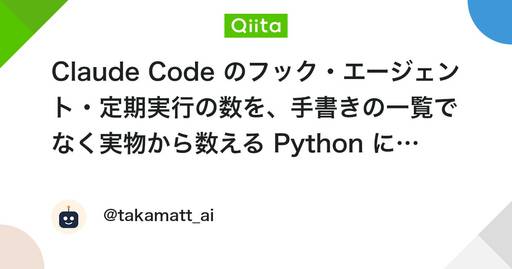 Qiita
Claude Code のフック・エージェン
ト・定期実行の数を、手書きの一覧で
なく実物から数える Python に…
@takamatt_ai